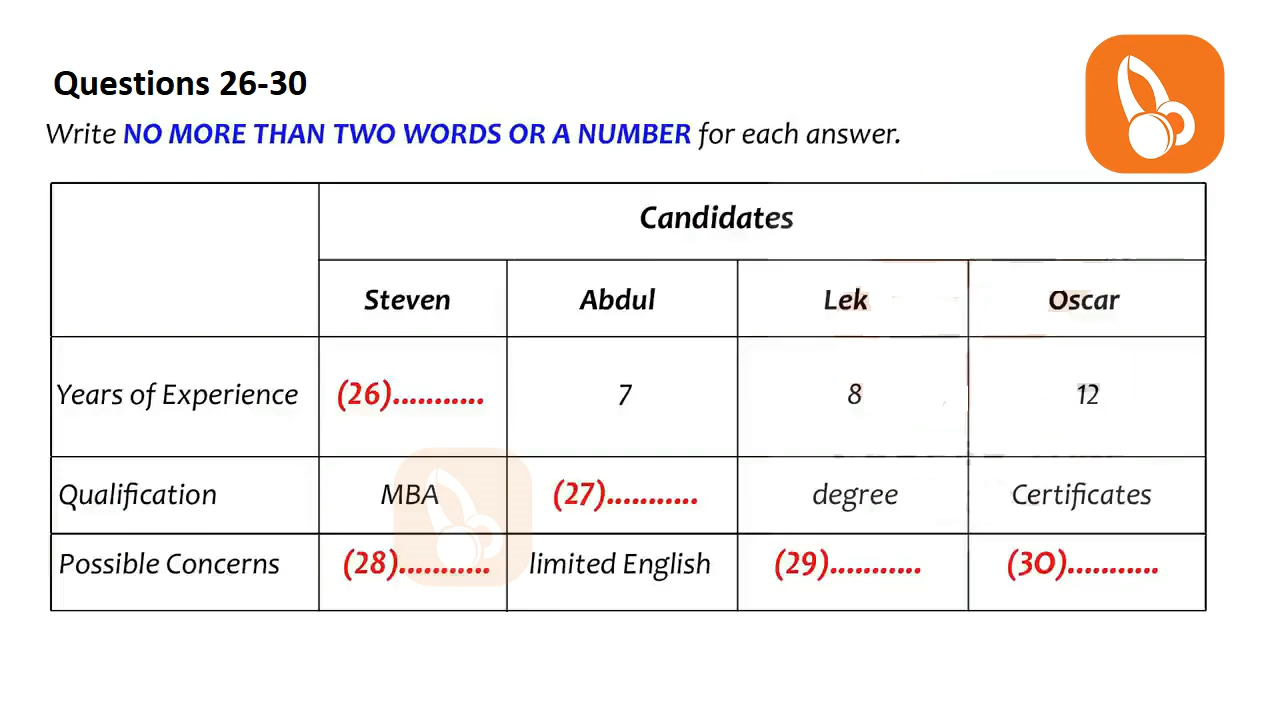 Questions 26-30
Write NO MORE THAN TWO WORDS OR A NUMBER for each answer.
Candidates
Steven Abdul Lek Oscar
Years of Experience (26)........... 7 8 12
Qualification MBA (27)........... degree Certificates
Possible Concerns (28)........... limited English (29)........... (30)...........